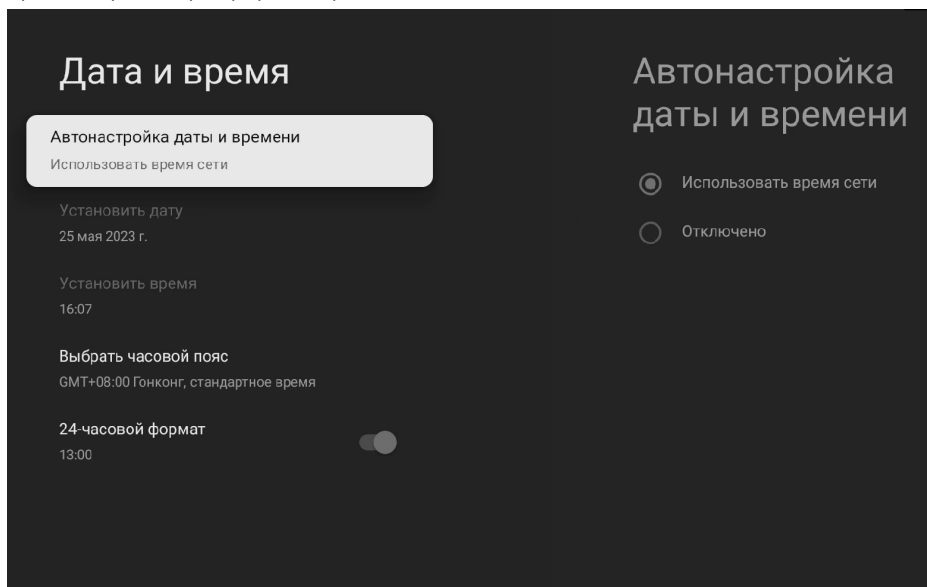 Дата и время
Автонастройка даты и времени
Использовать время сети
Установить дату
25 мая 2023 г.
Установить время
16:07
Выбрать часовой пояс
GMT+08:00 Гонконг, стандартное время
24-часовой формат
13:00
Автонастройка
даты и времени
Использовать время сети
Отключено